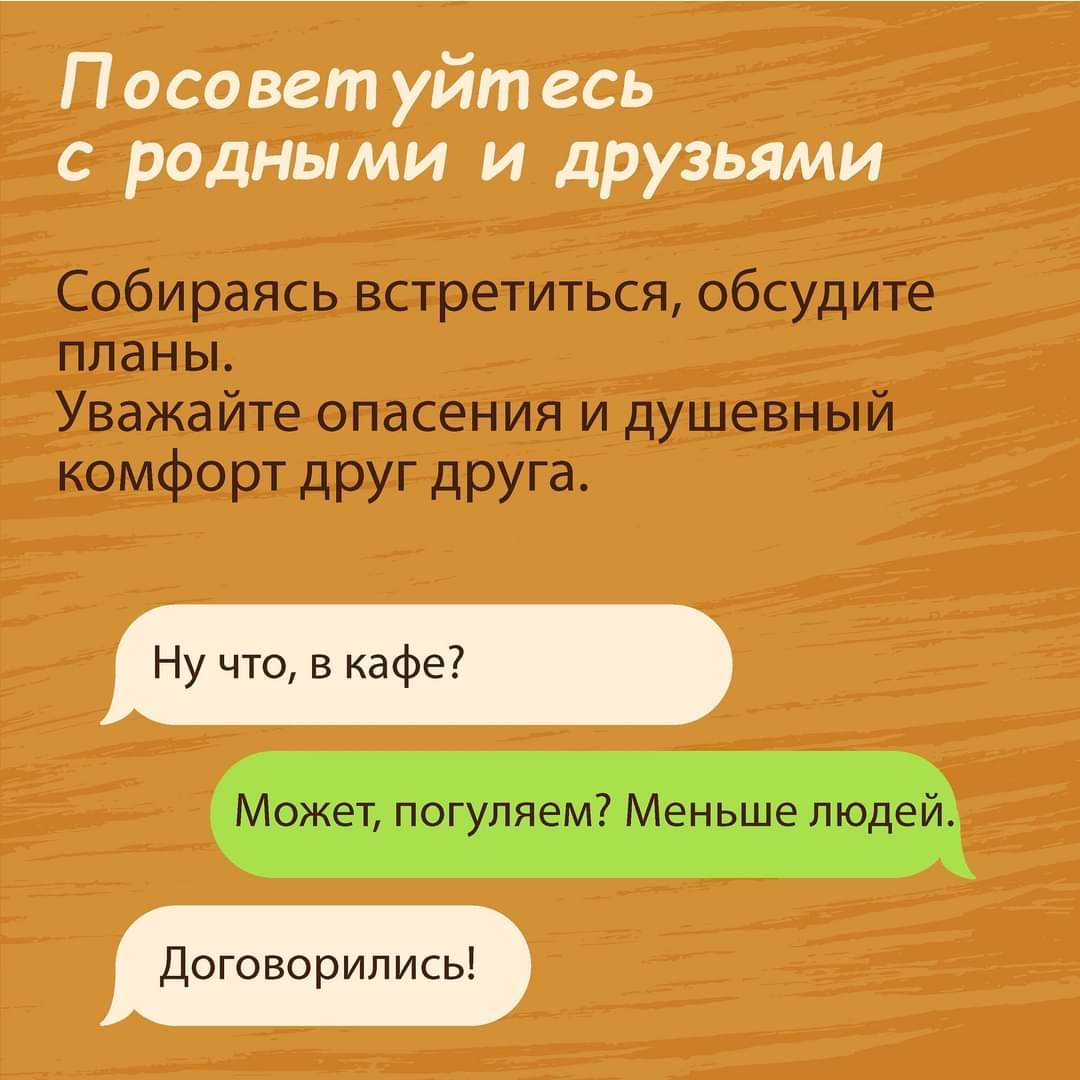 Посоветуйтесь
с родными и друзьями
Собираясь встретиться, обсудите
планы.
Уважайте опасения и душевный
комфорт друг друга.
Ну что, в кафе?
Может, погуляем? Меньше людей.
Договорились!